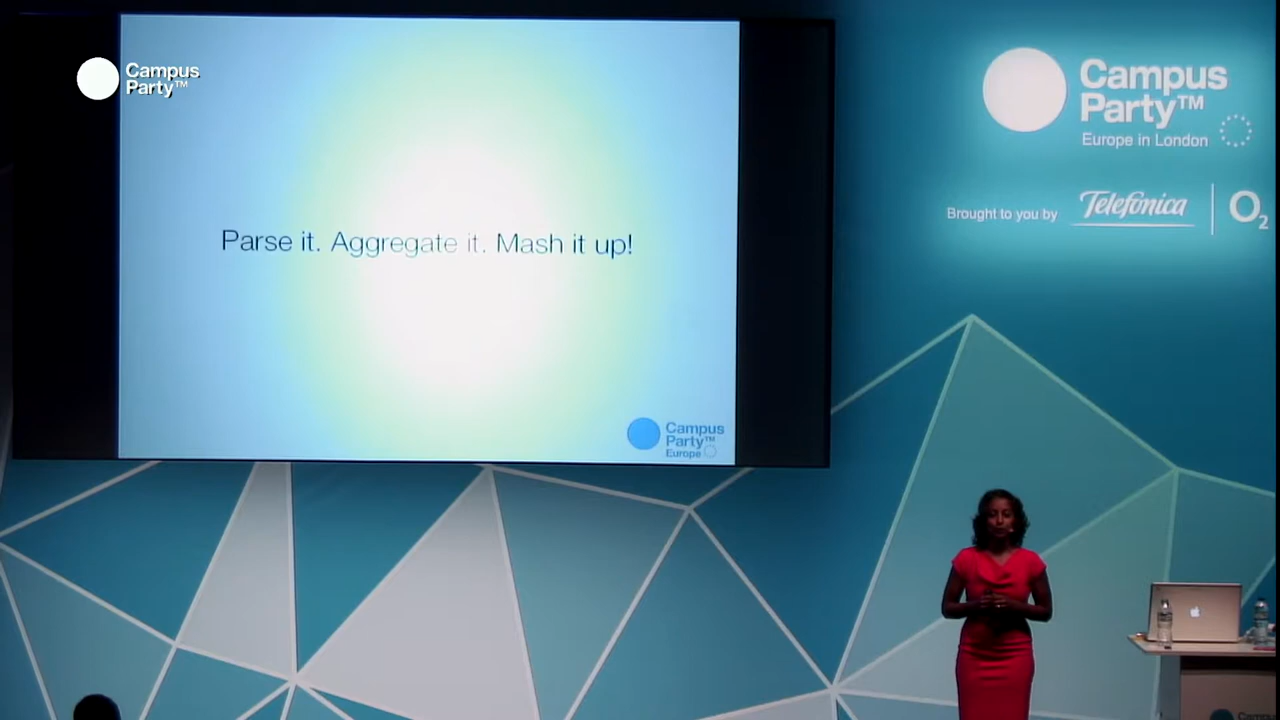 Campus
Party™
Parse it. Aggregate it. Mash it up!
Campus
Party™
Europe
Campus
Party™
Europe in London
Brought to you by
Telefónica
O2